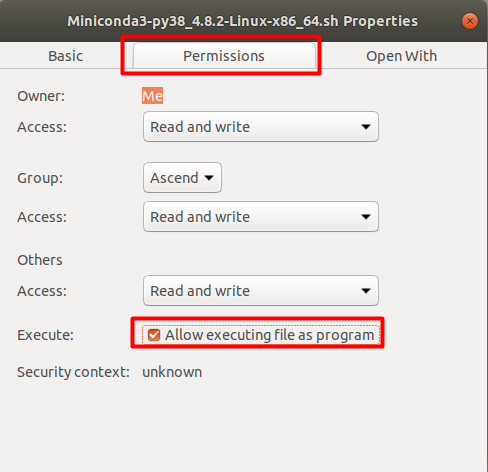 Miniconda3-py38_4.8.2-Linux-x86_64.sh Properties
Basic Permissions Open With
Owner: Me
Access: Read and write
Group: Ascend
Access: Read and write
Others
Access: Read and write
Execute: Allow executing file as program
Security context: unknown